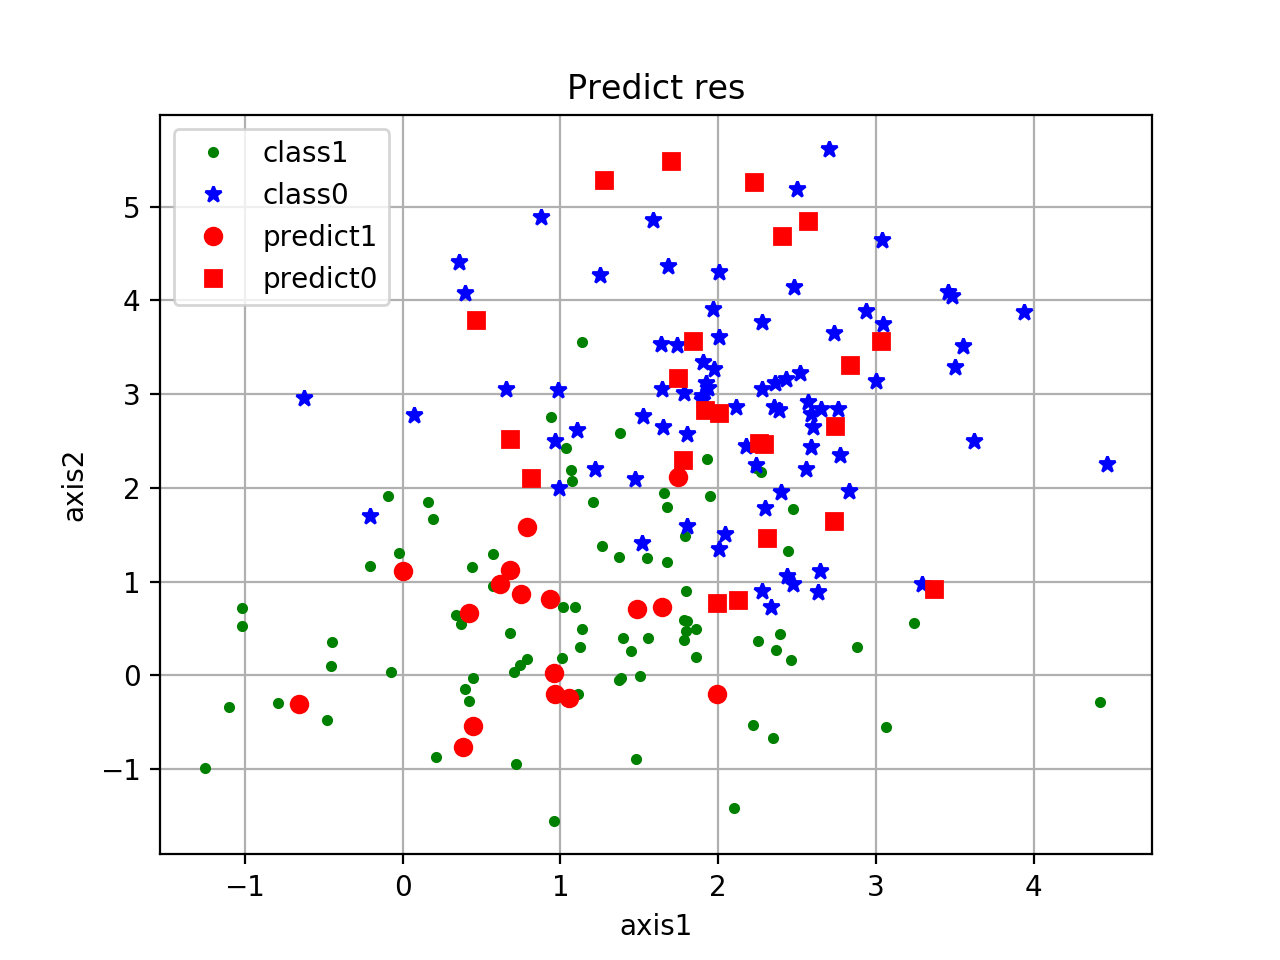 Predict res
class1
class0
predict1
predict0
5
4
3
2
1
0
−1
axis2
−1 0 1 2 3 4
axis1